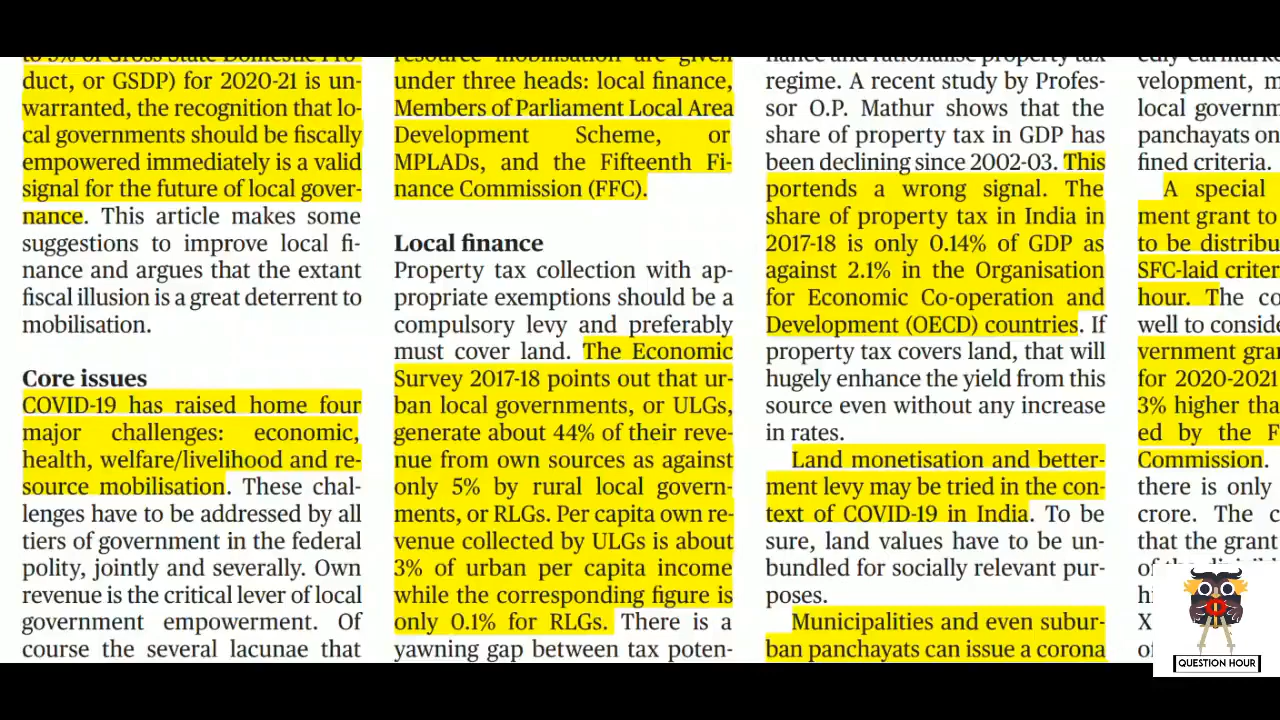 to 5% of Gross State Domestic Pro-
duct, or GSDP) for 2020-21 is un-
warranted, the recognition that lo-
cal governments should be fiscally
empowered immediately is a valid
signal for the future of local gover-
nance. This article makes some
suggestions to improve local fi-
nance and argues that the extant
fiscal illusion is a great deterrent to
mobilisation.
Core issues
COVID-19 has raised home four
major challenges: economic,
health, welfare/livelihood and re-
source mobilisation. These chal-
lenges have to be addressed by all
tiers of government in the federal
polity, jointly and severally. Own
revenue is the critical lever of local
government empowerment. Of
course the several lacunae that
resource mobilisation are given
under three heads: local finance,
Members of Parliament Local Area
Development Scheme, or
MPLADs, and the Fifteenth Fi-
nance Commission (FFC).
Local finance
Property tax collection with ap-
propriate exemptions should be a
compulsory levy and preferably
must cover land. The Economic
Survey 2017-18 points out that ur-
ban local governments, or ULGs,
generate about 44% of their reve-
nue from own sources as against
only 5% by rural local govern-
ments, or RLGs. Per capita own re-
venue collected by ULGs is about
3% of urban per capita income
while the corresponding figure is
only 0.1% for RLGs. There is a
yawning gap between tax poten-
nance and rationalise property tax
regime. A recent study by Profes-
sor O.P. Mathur shows that the
share of property tax in GDP has
been declining since 2002-03. This
portends a wrong signal. The
share of property tax in India in
2017-18 is only 0.14% of GDP as
against 2.1% in the Organisation
for Economic Co-operation and
Development (OECD) countries. If
property tax covers land, that will
hugely enhance the yield from this
source even without any increase
in rates.
Land monetisation and better-
ment levy may be tried in the con-
text of COVID-19 in India. To be
sure, land values have to be un-
bundled for socially relevant pur-
poses.
Municipalities and even subur-
ban panchayats can issue a corona
velopment, m
local governm
panchayats on
fined criteria.
A special
ment grant to
to be distribu
SFC-laid criter
hour. The co
well to conside
vernment gran
for 2020-2021
3% higher tha
ed by the F
Commission.
there is only
crore. The c
that the grant
of
hi
X
of
QUESTION HOUR